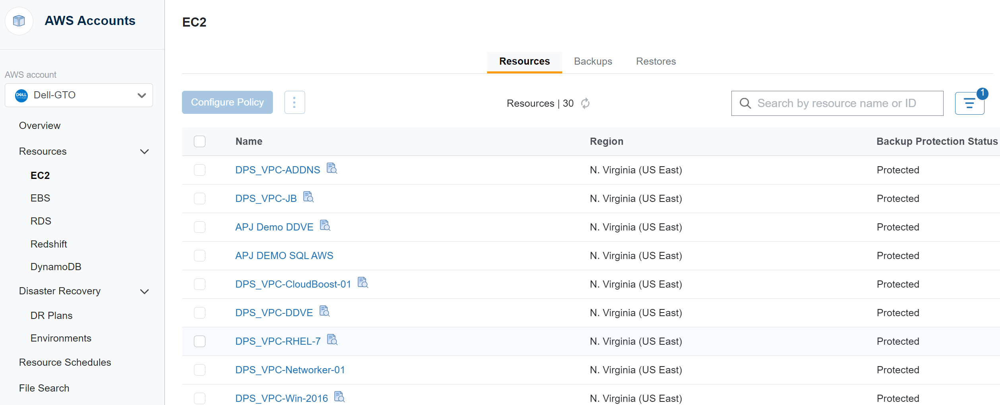 AWS Accounts
AWS account
DELL
Dell-GTO
Overview
Resources
EC2
EBS
RDS
Redshift
DynamoDB
Disaster Recovery
DR Plans
Environments
Resource Schedules
File Search
EC2
Resources Backups Restores
Configure Policy
Resources | 30
Search by resource name or ID
1
Name Region Backup Protection Status
DPS_VPC-ADDNS N. Virginia (US East) Protected
DPS_VPC-JB N. Virginia (US East) Protected
APJ Demo DDVE N. Virginia (US East) Protected
APJ DEMO SQL AWS N. Virginia (US East) Protected
DPS_VPC-CloudBoost-01 N. Virginia (US East) Protected
DPS_VPC-DDVE N. Virginia (US East) Protected
DPS_VPC-RHEL-7 N. Virginia (US East) Protected
DPS_VPC-Networker-01 N. Virginia (US East) Protected
DPS_VPC-Win-2016 N. Virginia (US East) Protected